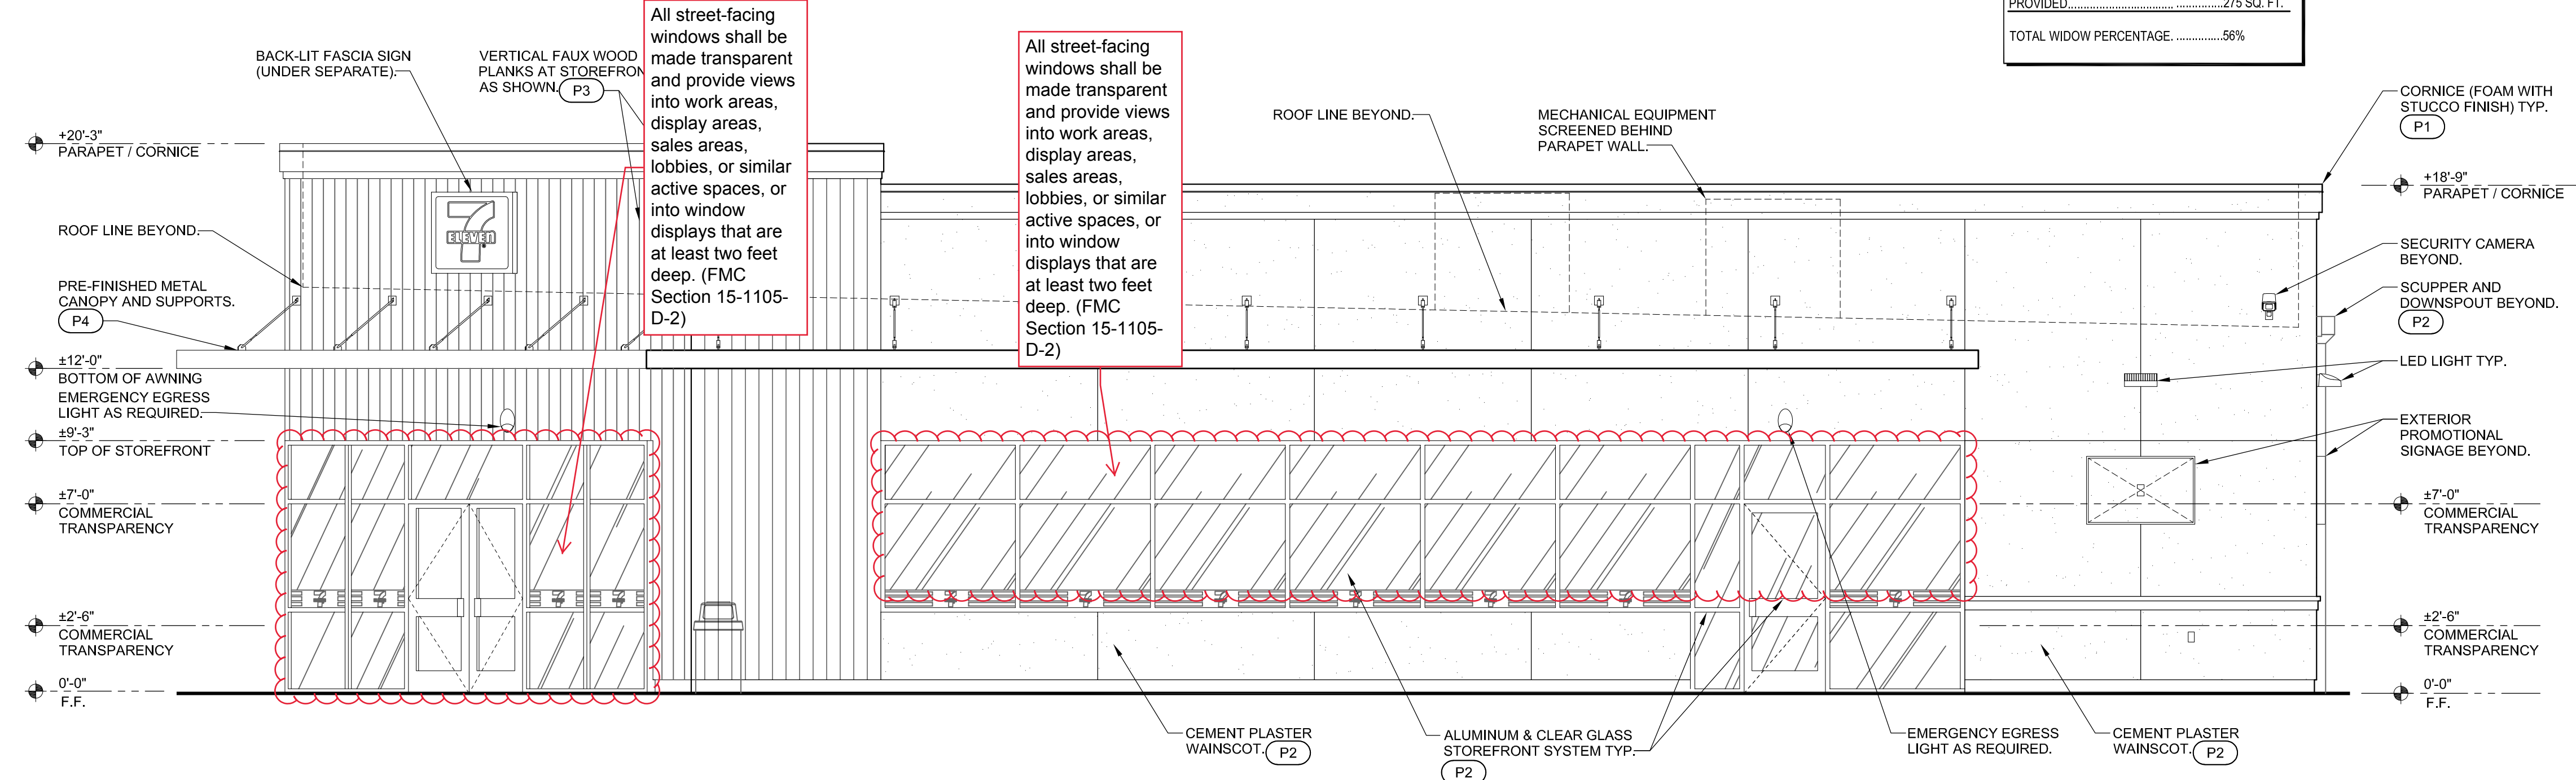 PROVIDED................................. ...............275 SQ. FT.
TOTAL WIDOW PERCENTAGE. ...............56%
BACK-LIT FASCIA SIGN
(UNDER SEPARATE).
VERTICAL FAUX WOOD
PLANKS AT STOREFRON
AS SHOWN. P3
All street-facing
windows shall be
made transparent
and provide views
into work areas,
display areas,
sales areas,
lobbies, or similar
active spaces, or
into window
displays that are
at least two feet
deep. (FMC
Section 15-1105-
D-2)
All street-facing
windows shall be
made transparent
and provide views
into work areas,
display areas,
sales areas,
lobbies, or similar
active spaces, or
into window
displays that are
at least two feet
deep. (FMC
Section 15-1105-
D-2)
ROOF LINE BEYOND.
MECHANICAL EQUIPMENT
SCREENED BEHIND
PARAPET WALL.
CORNICE (FOAM WITH
STUCCO FINISH) TYP.
P1
+20'-3"
PARAPET / CORNICE
ROOF LINE BEYOND.
PRE-FINISHED METAL
CANOPY AND SUPPORTS.
P4
±12'-0"
BOTTOM OF AWNING
EMERGENCY EGRESS
LIGHT AS REQUIRED.
±9'-3"
TOP OF STOREFRONT
±7'-0"
COMMERCIAL
TRANSPARENCY
±2'-6"
COMMERCIAL
TRANSPARENCY
0'-0"
F.F.
7
ELEVEN
+18'-9"
PARAPET / CORNICE
SECURITY CAMERA
BEYOND.
SCUPPER AND
DOWNSPOUT BEYOND.
P2
LED LIGHT TYP.
EXTERIOR
PROMOTIONAL
SIGNAGE BEYOND.
±7'-0"
COMMERCIAL
TRANSPARENCY
±2'-6"
COMMERCIAL
TRANSPARENCY
0'-0"
F.F.
CEMENT PLASTER
WAINSCOT. P2
ALUMINUM & CLEAR GLASS
STOREFRONT SYSTEM TYP.
P2
EMERGENCY EGRESS
LIGHT AS REQUIRED.
CEMENT PLASTER
WAINSCOT. P2